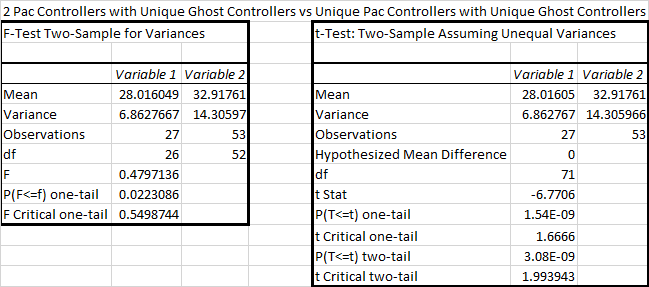 2 Pac Controllers with Unique Ghost Controllers vs Unique Pac Controllers with Unique Ghost Controllers
F-Test Two-Sample for Variances
Variable 1 Variable 2
Mean 28.016049 32.91761
Variance 6.8627667 14.30597
Observations 27 53
df 26 52
F 0.4797136
P(F<=f) one-tail 0.0223086
F Critical one-tail 0.5498744
t-Test: Two-Sample Assuming Unequal Variances
Variable 1 Variable 2
Mean 28.01605 32.91761
Variance 6.862767 14.305966
Observations 27 53
Hypothesized Mean Difference 0
df 71
t Stat -6.7706
P(T<=t) one-tail 1.54E-09
t Critical one-tail 1.6666
P(T<=t) two-tail 3.08E-09
t Critical two-tail 1.993943